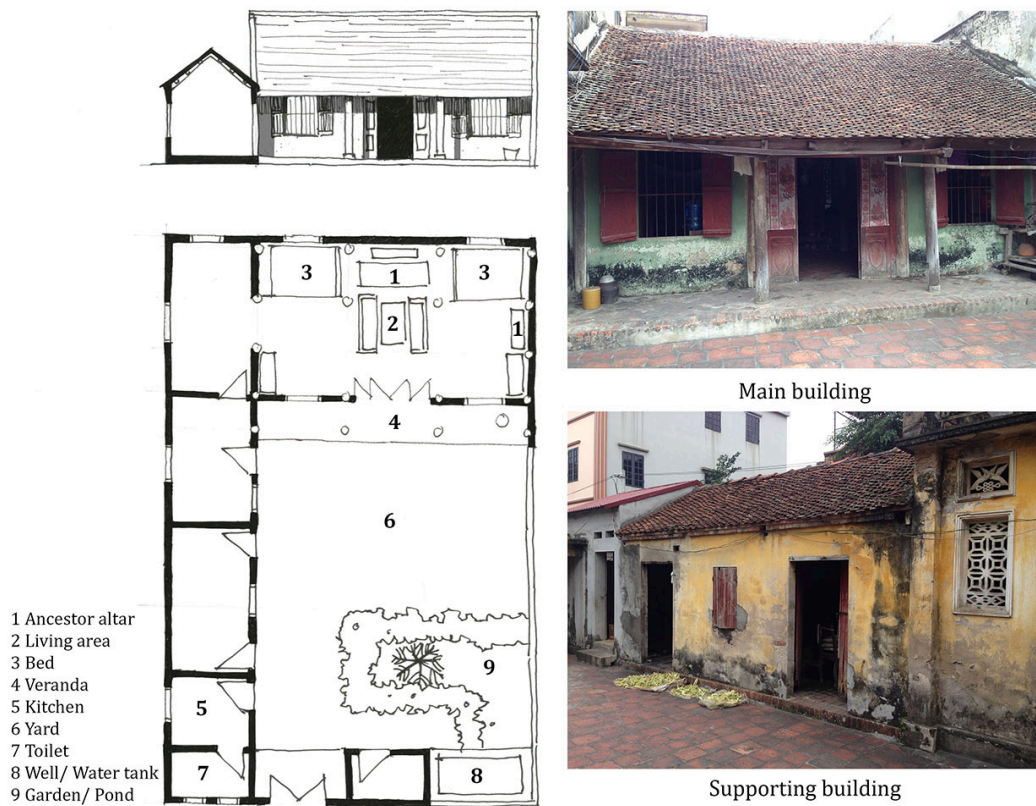 3
1
3
2
1
4
6
9
5
7
8
1 Ancestor altar
2 Living area
3 Bed
4 Veranda
5 Kitchen
6 Yard
7 Toilet
8 Well/ Water tank
9 Garden/ Pond
Main building
Supporting building